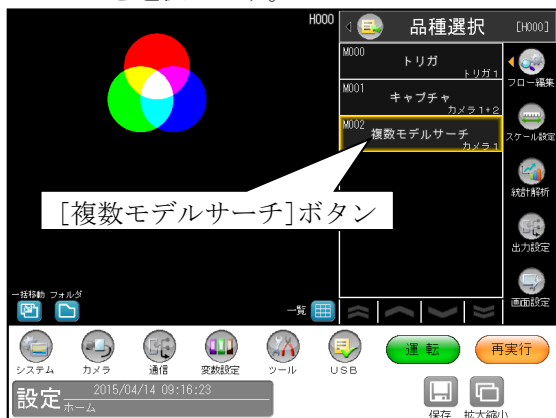 H000
品種選択
[H000]
M000
トリガ
トリガ1
M001
キャプチャ
カメラ1+2
M002
複数モデルサーチ
カメラ1
フロー編集
スケール設定
統計解析
出力設定
画面設定
[複数モデルサーチ]ボタン
一括移動 フォルダ
一覧
システム
カメラ
通信
変数設定
ツール
USB
運転
再実行
設定
2015/04/14 09:16:23
ホーム
保存
拡大縮小